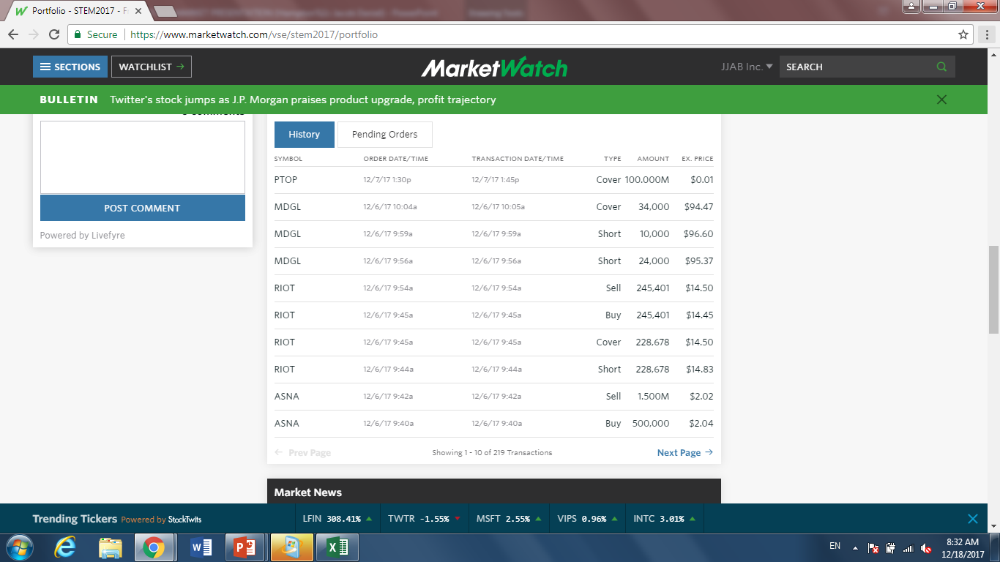 Portfolio - STEM2017 - F
Secure https://www.marketwatch.com/vse/stem2017/portfolio
SECTIONS WATCHLIST → MarketWatch JJAB Inc. SEARCH
BULLETIN Twitter's stock jumps as J.P. Morgan praises product upgrade, profit trajectory
POST COMMENT
Powered by Livefyre
History Pending Orders
SYMBOL ORDER DATE/TIME TRANSACTION DATE/TIME TYPE AMOUNT EX. PRICE
PTOP 12/7/17 1:30p 12/7/17 1:45p Cover 100.000M $0.01
MDGL 12/6/17 10:04a 12/6/17 10:05a Cover 34,000 $94.47
MDGL 12/6/17 9:59a 12/6/17 9:59a Short 10,000 $96.60
MDGL 12/6/17 9:56a 12/6/17 9:56a Short 24,000 $95.37
RIOT 12/6/17 9:54a 12/6/17 9:54a Sell 245,401 $14.50
RIOT 12/6/17 9:45a 12/6/17 9:45a Buy 245,401 $14.45
RIOT 12/6/17 9:45a 12/6/17 9:45a Cover 228,678 $14.50
RIOT 12/6/17 9:44a 12/6/17 9:44a Short 228,678 $14.83
ASNA 12/6/17 9:42a 12/6/17 9:42a Sell 1.500M $2.02
ASNA 12/6/17 9:40a 12/6/17 9:40a Buy 500,000 $2.04
← Prev Page Showing 1 - 10 of 219 Transactions Next Page →
Market News
Trending Tickers Powered by StockTwits LFIN 308.41% TWTR -1.55% MSFT 2.55% VIPS 0.96% INTC 3.01%
EN 8:32 AM
12/18/2017